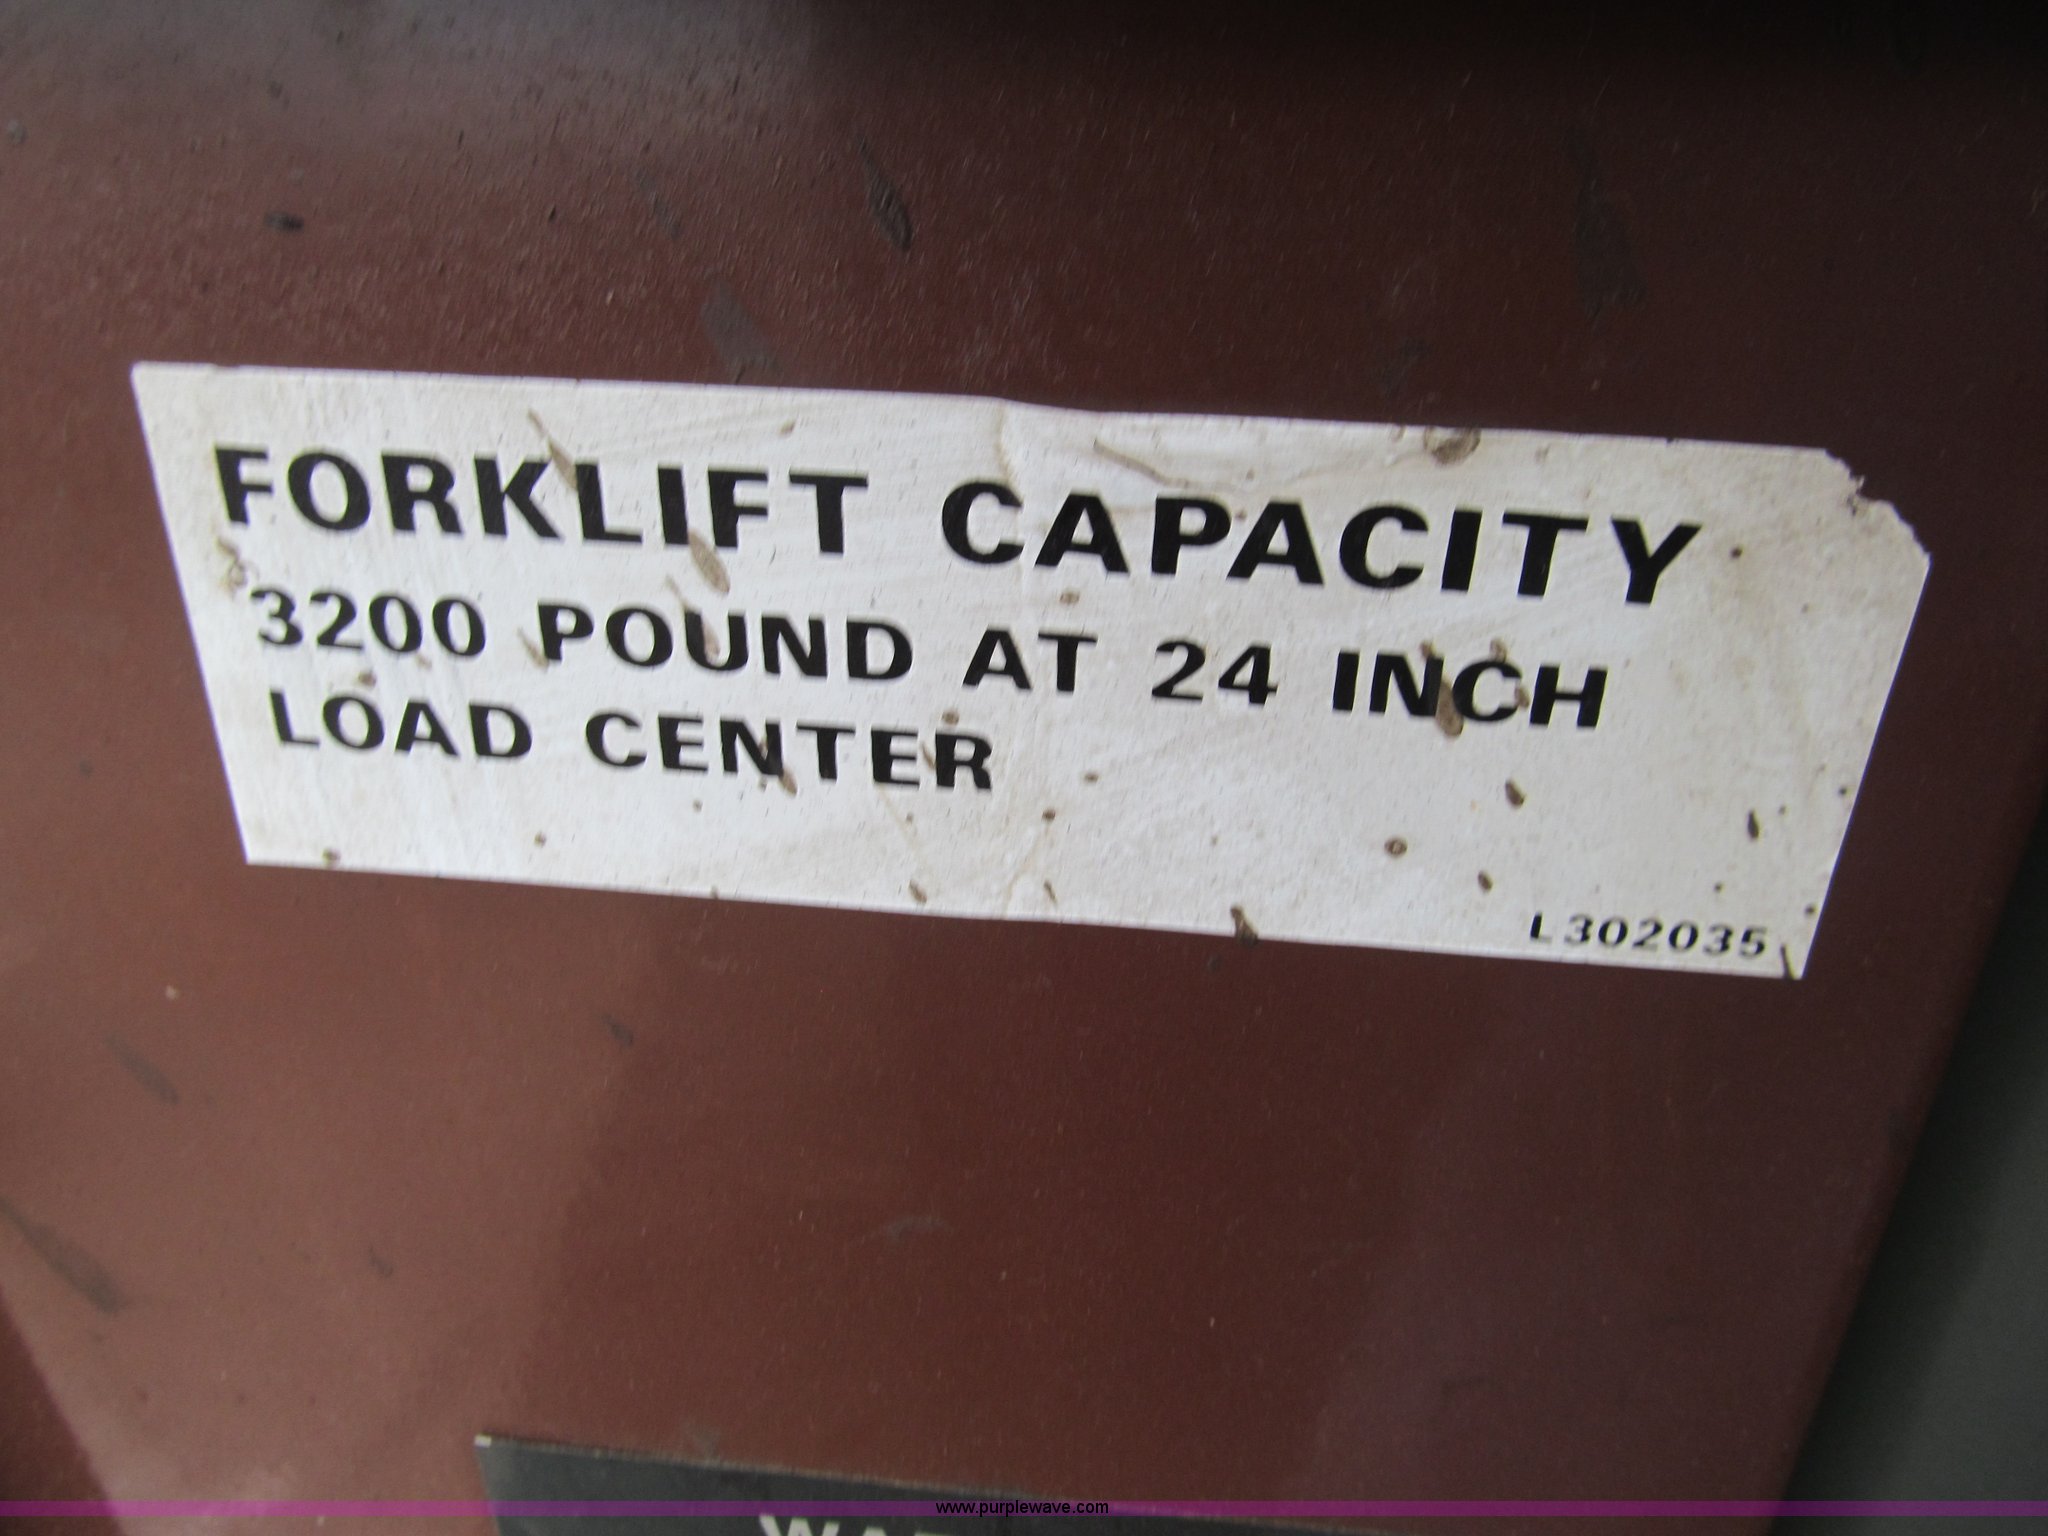 FORKLIFT CAPACITY
3200 POUND AT 24 INCH
LOAD CENTER
L302035
www.purplewave.com